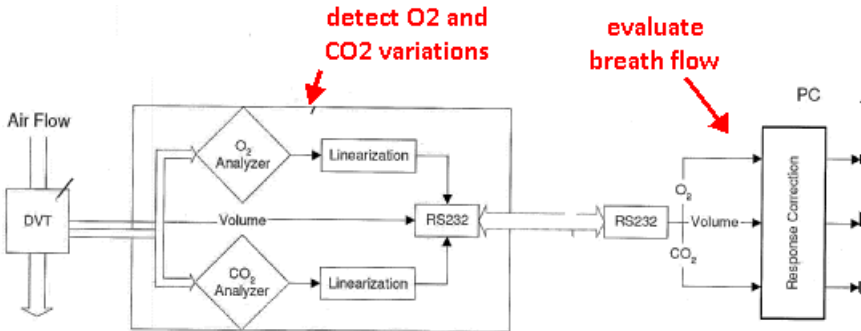 detect O2 and
CO2 variations
evaluate
breath flow
PC
Air Flow
O2
Analyzer
Linearization
DVT
Volume
RS232
RS232
O2
Volume
CO2
CO2
Analyzer
Linearization
Response Correction